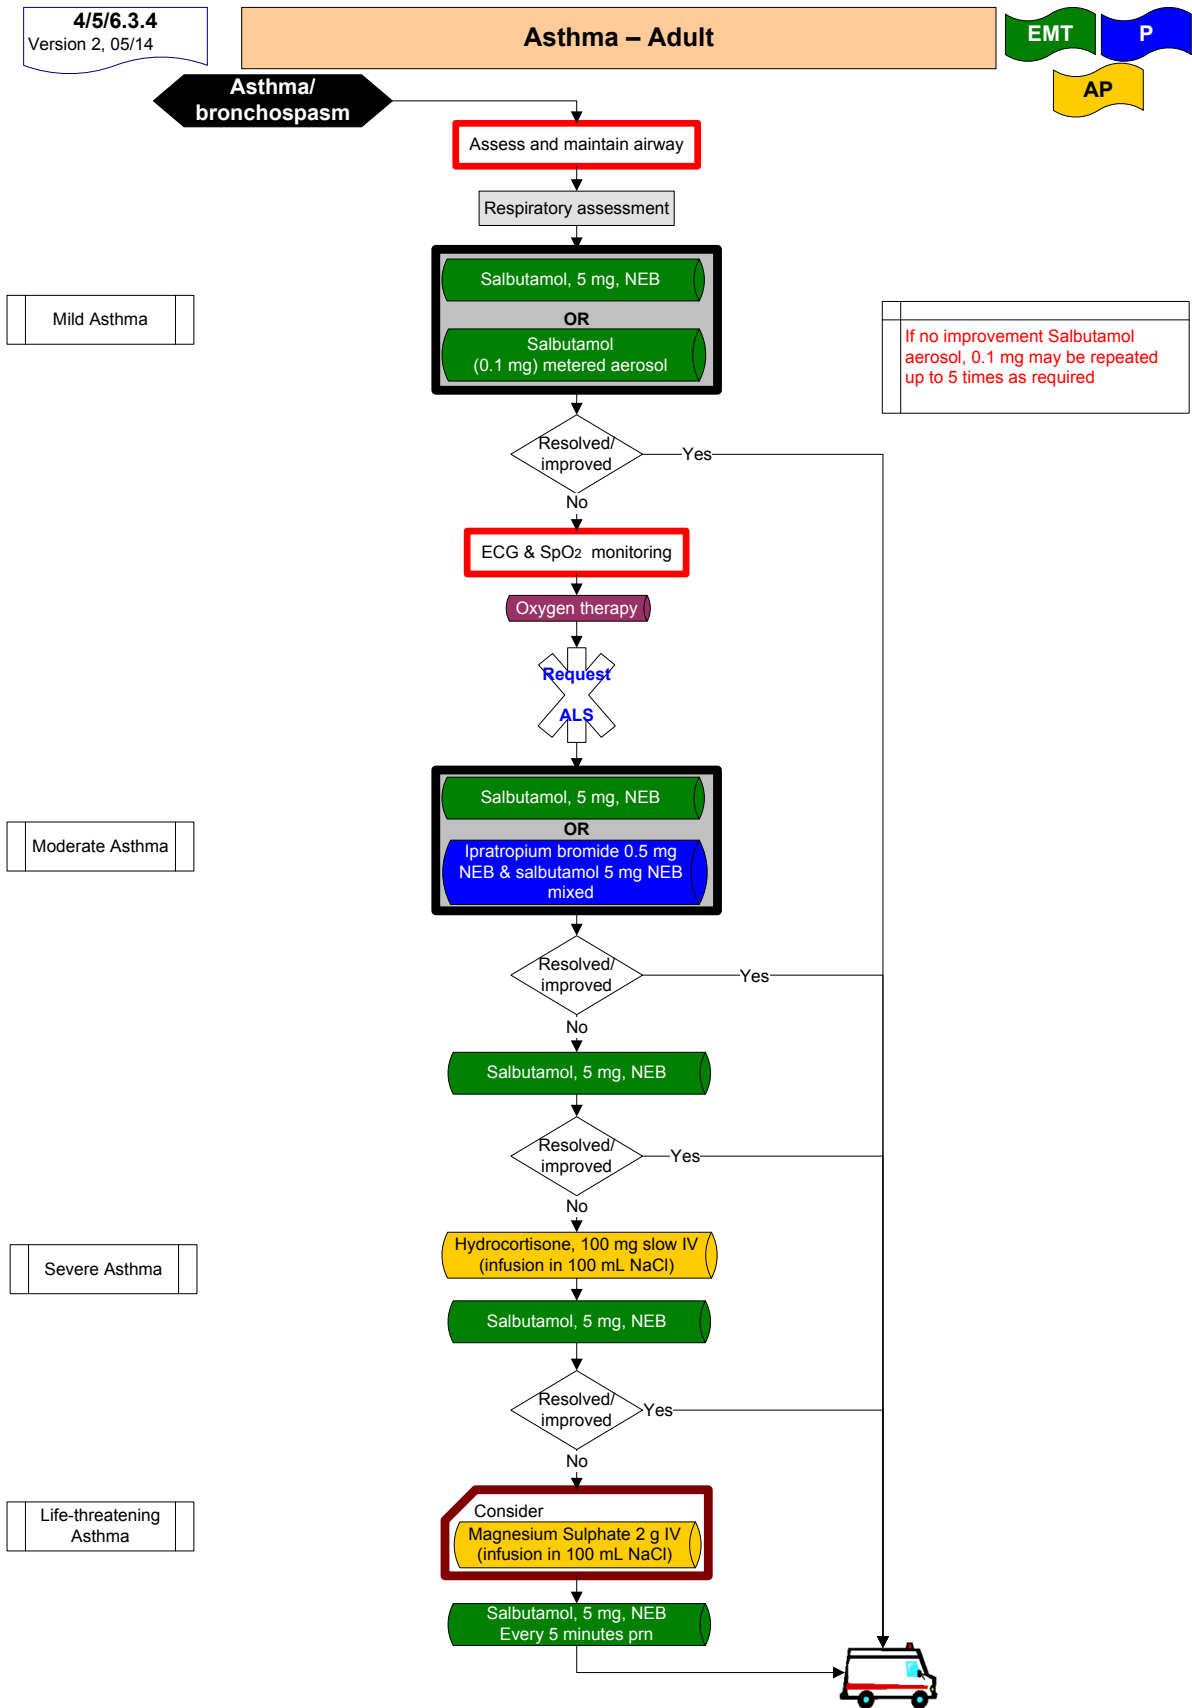 4/5/6.3.4
Version 2, 05/14
Asthma – Adult
EMT
P
AP
Asthma/
bronchospasm
Assess and maintain airway
Respiratory assessment
Mild Asthma
Salbutamol, 5 mg, NEB
OR
Salbutamol
(0.1 mg) metered aerosol
If no improvement Salbutamol
aerosol, 0.1 mg may be repeated
up to 5 times as required
Resolved/
improved
Yes
No
ECG & SpO2 monitoring
Oxygen therapy
Request
ALS
Moderate Asthma
Salbutamol, 5 mg, NEB
OR
Ipratropium bromide 0.5 mg
NEB & salbutamol 5 mg NEB
mixed
Resolved/
improved
Yes
No
Salbutamol, 5 mg, NEB
Resolved/
improved
Yes
No
Severe Asthma
Hydrocortisone, 100 mg slow IV
(infusion in 100 mL NaCl)
Salbutamol, 5 mg, NEB
Resolved/
improved
Yes
No
Life-threatening
Asthma
Consider
Magnesium Sulphate 2 g IV
(infusion in 100 mL NaCl)
Salbutamol, 5 mg, NEB
Every 5 minutes prn